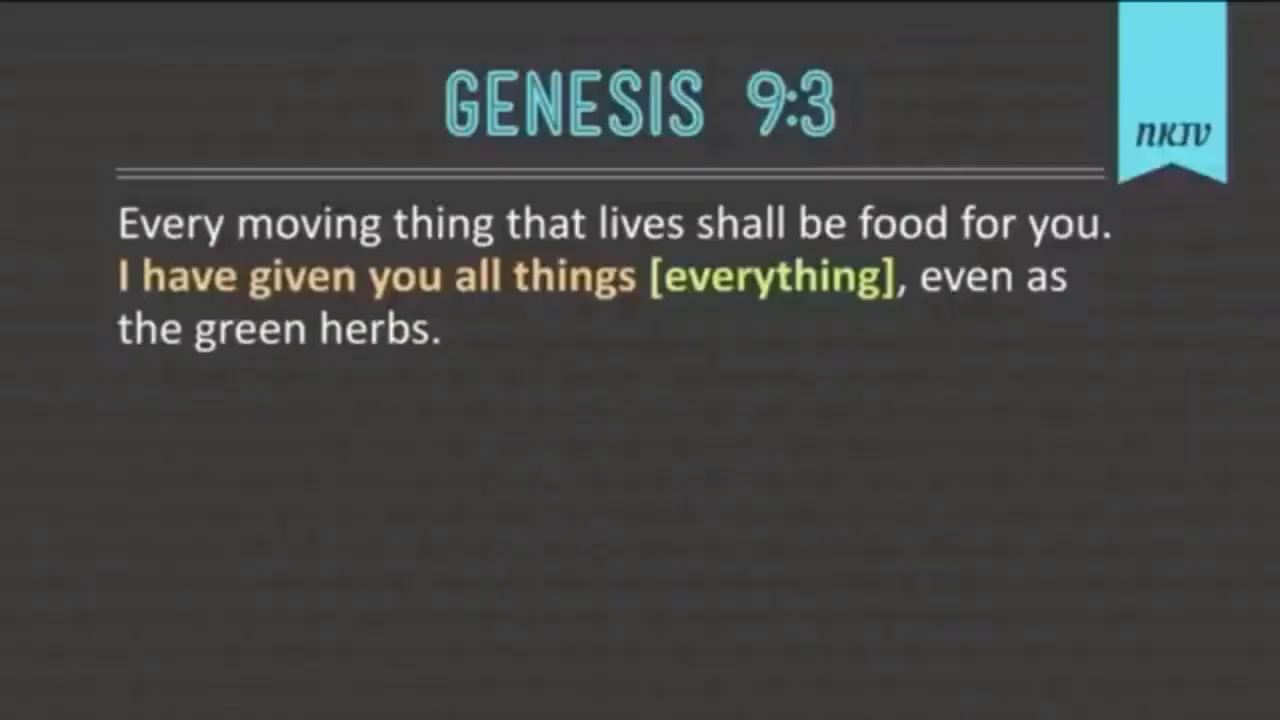 GENESIS 9:3
NKJV
Every moving thing that lives shall be food for you.
I have given you all things [everything], even as
the green herbs.